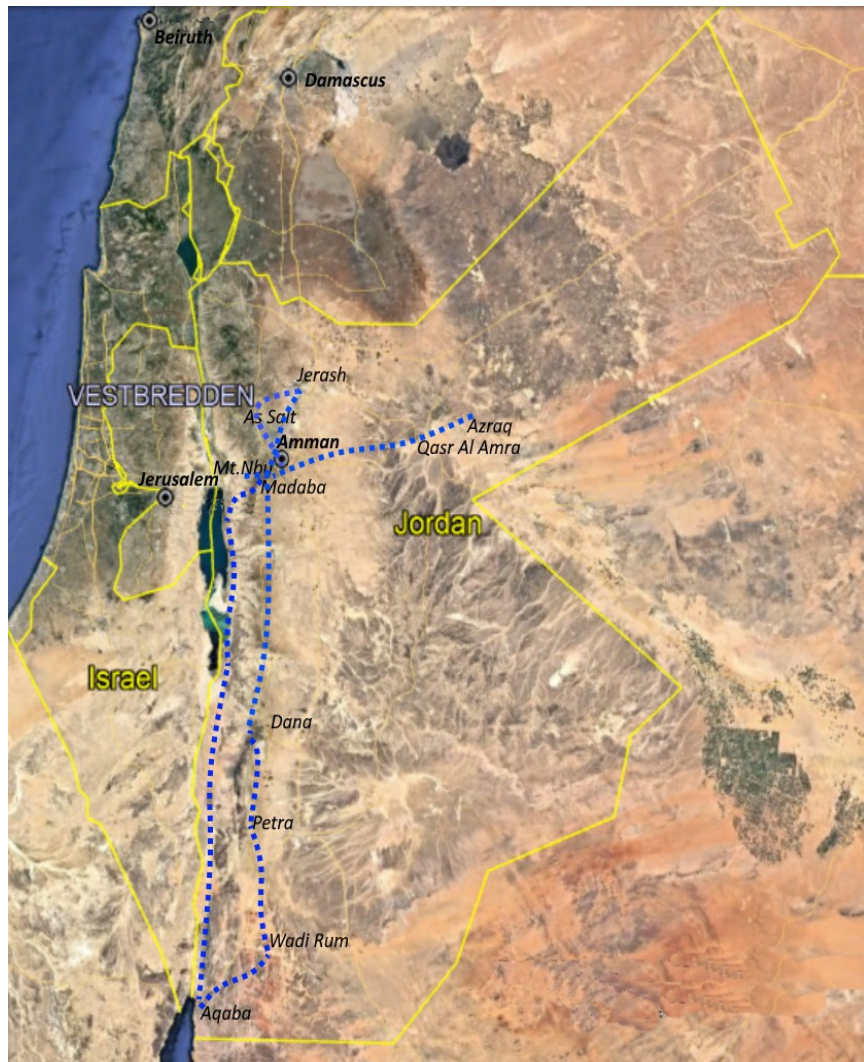 Beiruth
Damascus
Jerash
VESTBREDDEN
As Salt
Azraq
Amman
Qasr Al Amra
Mt.Nbu
Jerusalem
Madaba
Jordan
Israel
Dana
Petra
Wadi Rum
Aqaba